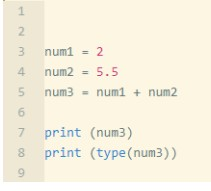 1
2
3 num1 = 2
4 num2 = 5.5
5 num3 = num1 + num2
6
7 print (num3)
8 print (type(num3))
9